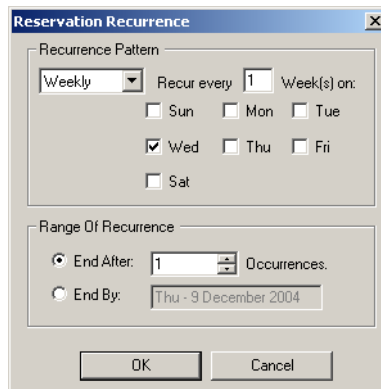 Reservation Recurrence
Recurrence Pattern
Weekly Recur every 1 Week(s) on:
Sun Mon Tue
Wed Thu Fri
Sat
Range Of Recurrence
End After: 1 Occurrences.
End By: Thu - 9 December 2004
OK Cancel